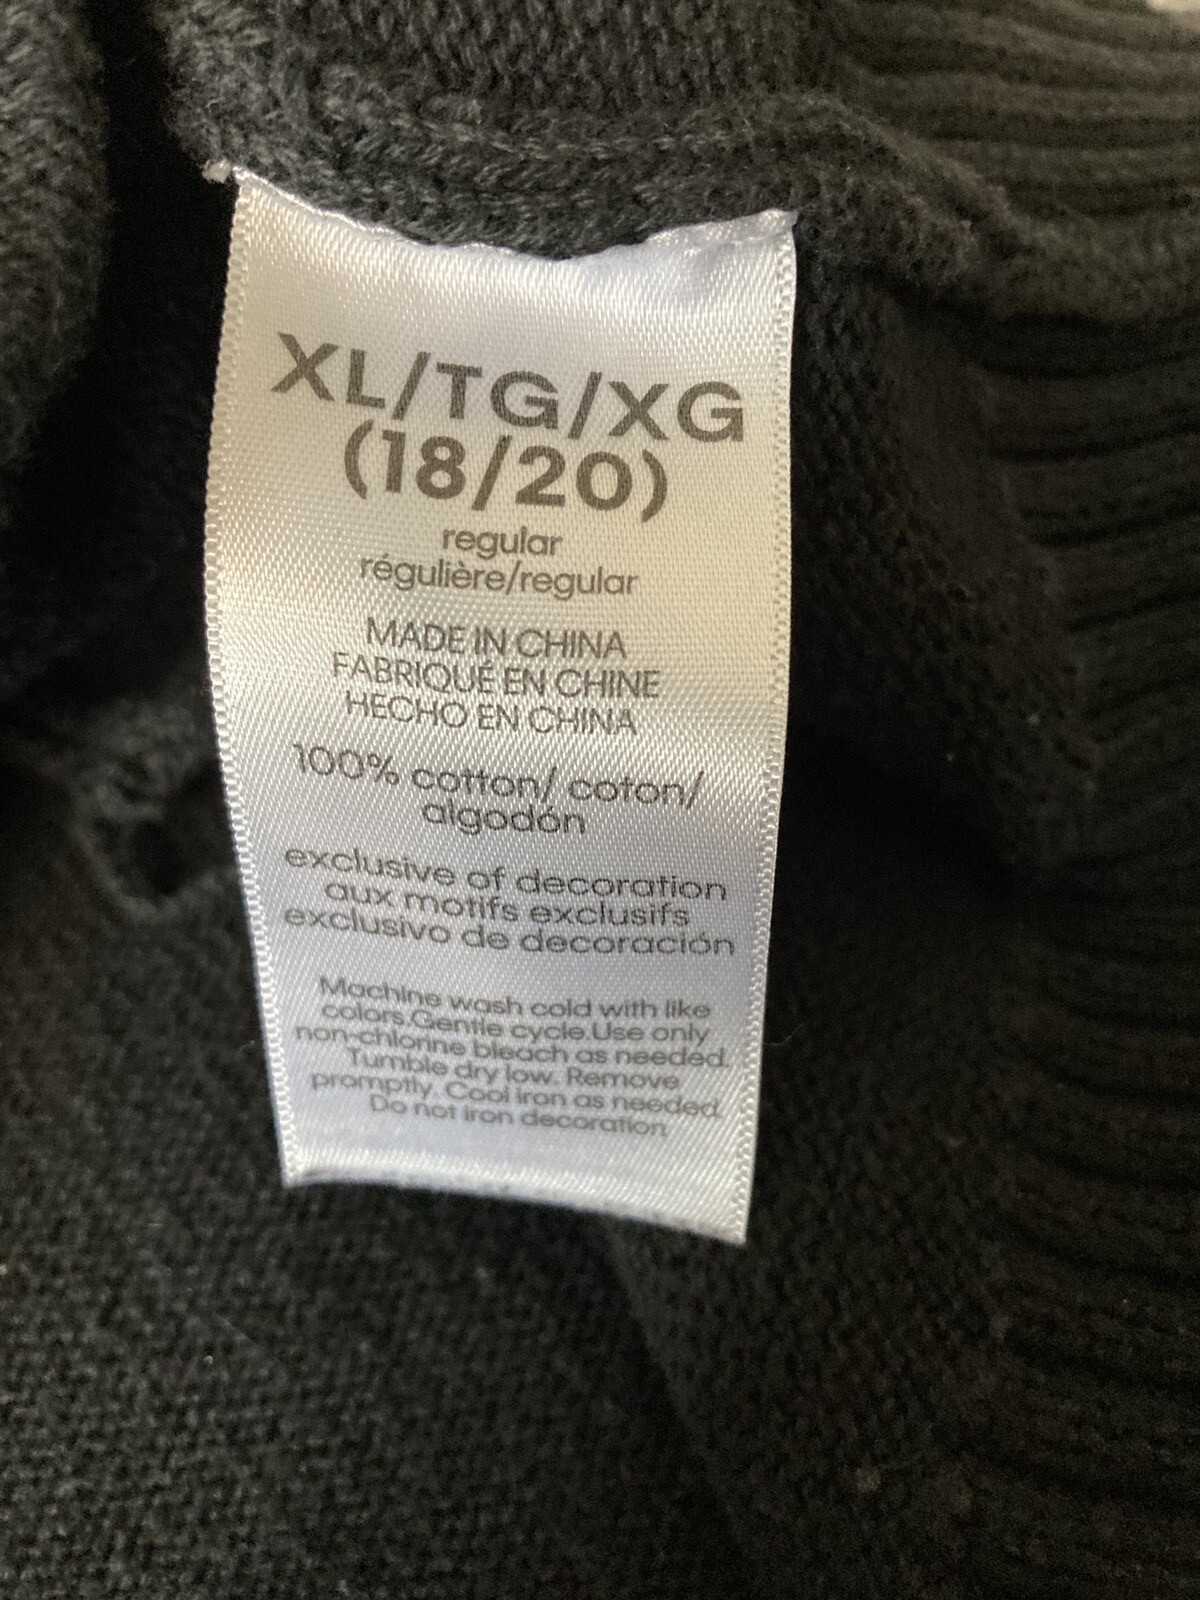 XL/TG/XG
(18/20)
regular
régulière/regular
MADE IN CHINA
FABRIQUÉ EN CHINE
HECHO EN CHINA
100% cotton/ coton/
algodón
exclusive of decoration
aux motifs exclusifs
exclusivo de decoración
Machine wash cold with like
colors.Gentle cycle.Use only
non-chlorine bleach as needed.
Tumble dry low. Remove
promptly. Cool iron as needed.
Do not iron decoration